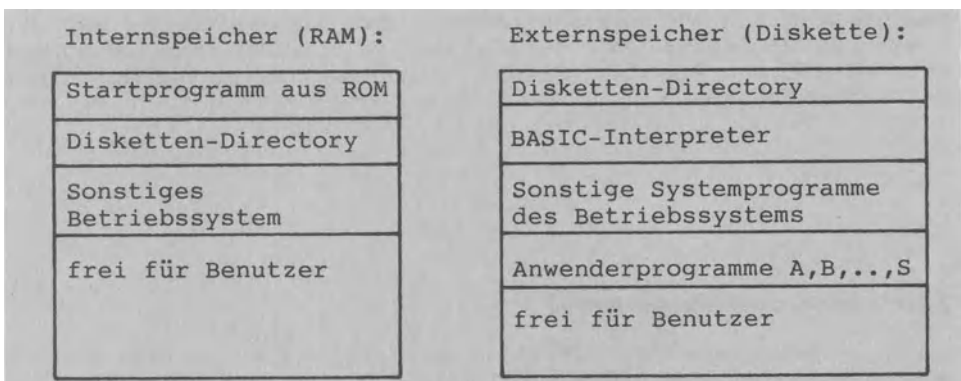 Internspeicher (RAM):
Startprogramm aus ROM
Disketten-Directory
Sonstiges
Betriebssystem
frei für Benutzer
Externspeicher (Diskette):
Disketten-Directory
BASIC-Interpreter
Sonstige Systemprogramme
des Betriebssystems
Anwenderprogramme A,B,..,S
frei für Benutzer